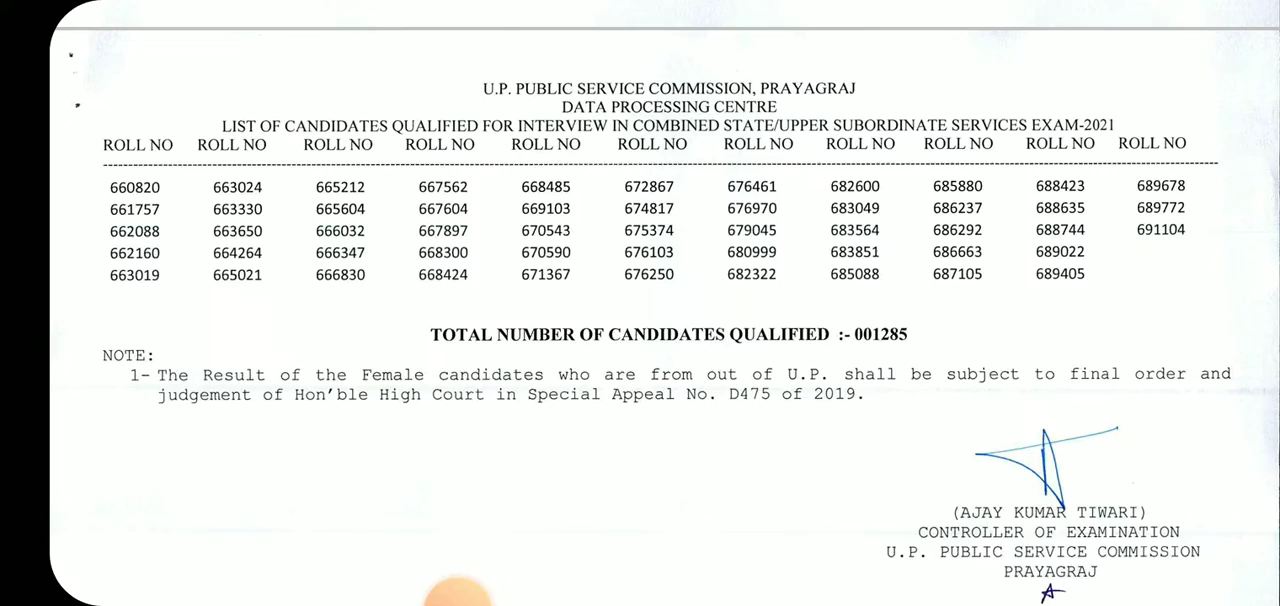 U.P. PUBLIC SERVICE COMMISSION, PRAYAGRAJ
DATA PROCESSING CENTRE
LIST OF CANDIDATES QUALIFIED FOR INTERVIEW IN COMBINED STATE/UPPER SUBORDINATE SERVICES EXAM-2021
ROLL NO ROLL NO ROLL NO ROLL NO ROLL NO ROLL NO ROLL NO ROLL NO ROLL NO ROLL NO ROLL NO
660820 663024 665212 667562 668485 672867 676461 682600 685880 688423 689678
661757 663330 665604 667604 669103 674817 676970 683049 686237 688635 689772
662088 663650 666032 667897 670543 675374 679045 683564 686292 688744 691104
662160 664264 666347 668300 670590 676103 680999 683851 686663 689022
663019 665021 666830 668424 671367 676250 682322 685088 687105 689405
TOTAL NUMBER OF CANDIDATES QUALIFIED :- 001285
NOTE:
1- The Result of the Female candidates who are from out of U.P. shall be subject to final order and
judgement of Hon'ble High Court in Special Appeal No. D475 of 2019.
(AJAY KUMAR TIWARI)
CONTROLLER OF EXAMINATION
U.P. PUBLIC SERVICE COMMISSION
PRAYAGRAJ